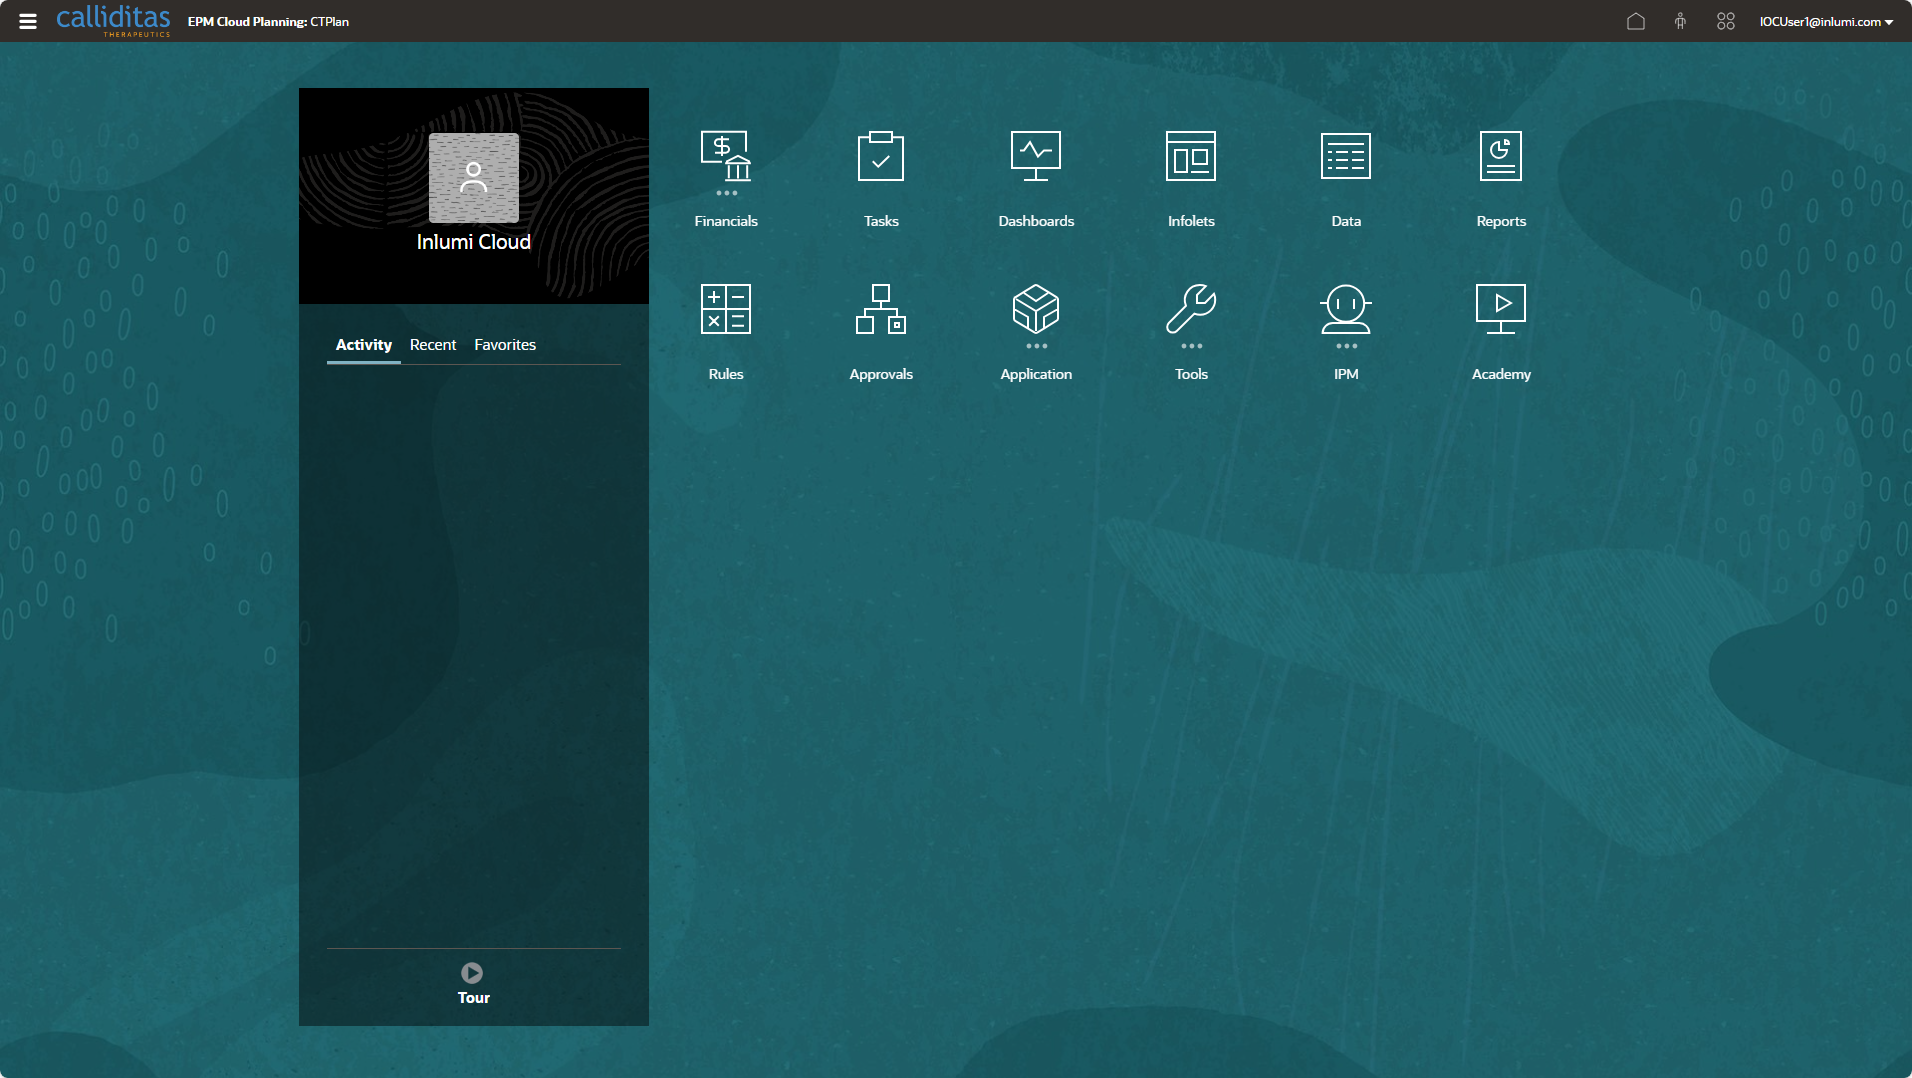 calliditas
THERAPEUTICS
EPM Cloud Planning: CTPlan
IOCUser1@inlumi.com
Inlumi Cloud
Activity Recent Favorites
Tour
Financials Tasks Dashboards Infolets Data Reports
Rules Approvals Application Tools IPM Academy